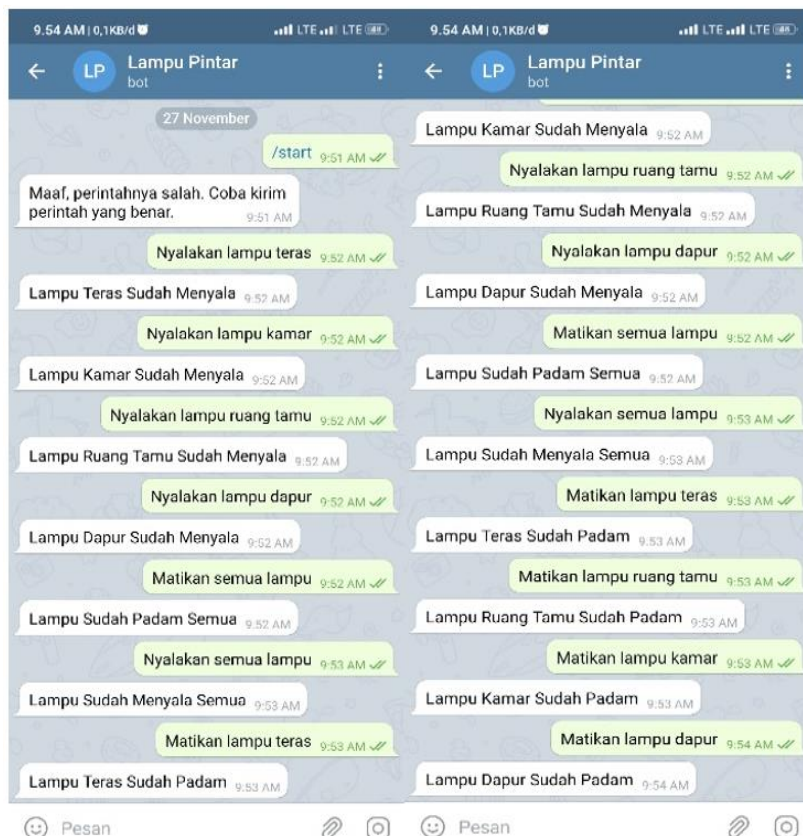 9.54 AM | 0,1KB/d
LTE LTE
LP
Lampu Pintar
bot
27 November
/start 9:51 AM
Maaf, perintahnya salah. Coba kirim
perintah yang benar. 9:51 AM
Nyalakan lampu teras 9:52 AM
Lampu Teras Sudah Menyala 9:52 AM
Nyalakan lampu kamar 9:52 AM
Lampu Kamar Sudah Menyala 9:52 AM
Nyalakan lampu ruang tamu 9:52 AM
Lampu Ruang Tamu Sudah Menyala 9:52 AM
Nyalakan lampu dapur 9:52 AM
Lampu Dapur Sudah Menyala 9:52 AM
Matikan semua lampu 9:52 AM
Lampu Sudah Padam Semua 9:52 AM
Nyalakan semua lampu 9:53 AM
Lampu Sudah Menyala Semua 9:53 AM
Matikan lampu teras 9:53 AM
Lampu Teras Sudah Padam 9:53 AM
Pesan
9.54 AM | 0,1KB/d
LTE LTE
LP
Lampu Pintar
bot
Lampu Kamar Sudah Menyala 9:52 AM
Nyalakan lampu ruang tamu 9:52 AM
Lampu Ruang Tamu Sudah Menyala 9:52 AM
Nyalakan lampu dapur 9:52 AM
Lampu Dapur Sudah Menyala 9:52 AM
Matikan semua lampu 9:52 AM
Lampu Sudah Padam Semua 9:52 AM
Nyalakan semua lampu 9:53 AM
Lampu Sudah Menyala Semua 9:53 AM
Matikan lampu teras 9:53 AM
Lampu Teras Sudah Padam 9:53 AM
Matikan lampu ruang tamu 9:53 AM
Lampu Ruang Tamu Sudah Padam 9:53 AM
Matikan lampu kamar 9:53 AM
Lampu Kamar Sudah Padam 9:53 AM
Matikan lampu dapur 9:54 AM
Lampu Dapur Sudah Padam 9:54 AM
Pesan